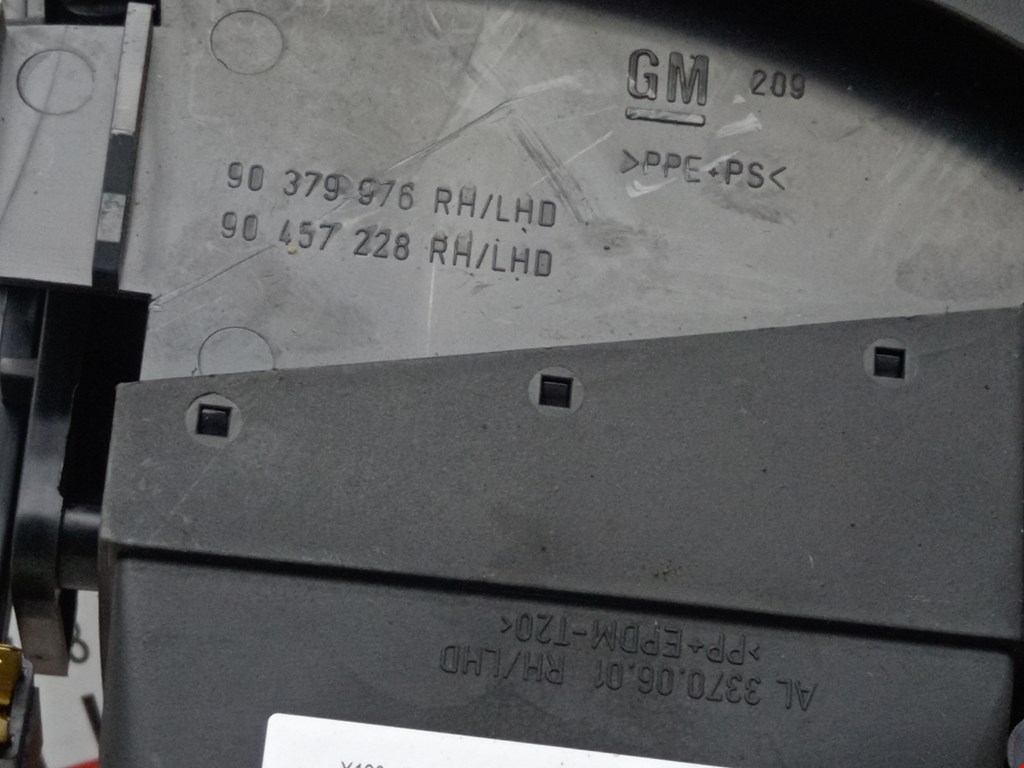 GM 209
>PPE+PS<
90 379 976 RH/LHD
90 457 228 RH/LHD
AL 3370.06.01 RH/LHD
>PP+EPDM-T20<